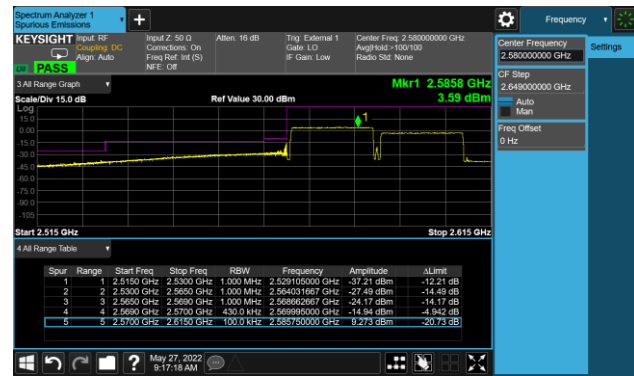 Spectrum Analyzer 1
Spurious Emissions
Frequency
KEYSIGHT
Input: RF
Coupling: DC
Align: Auto
Input Z: 50 Ω
Corrections: On
Freq Ref: Int (S)
NFE: Off
Atten: 16 dB
Trig: External 1
Gate: LO
IF Gain: Low
Center Freq: 2.580000000 GHz
Avg|Hold:>100/100
Radio Std: None
PASS
Center Frequency
2.580000000 GHz
Settings
CF Step
2.649000000 GHz
Auto
Man
Freq Offset
0 Hz
3 All Range Graph
Mkr1 2.5858 GHz
3.59 dBm
Scale/Div 15.0 dB
Ref Value 30.00 dBm
Log
15.0
0.00
-15.0
-30.0
-45.0
-60.0
-75.0
-90.0
-105
1
Start 2.515 GHz
Stop 2.615 GHz
4 All Range Table
Spur Range Start Freq Stop Freq RBW Frequency Amplitude ΔLimit
1 1 2.5150 GHz 2.5300 GHz 1.000 MHz 2.529105000 GHz -37.21 dBm -12.21 dB
2 2 2.5300 GHz 2.5650 GHz 1.000 MHz 2.564031667 GHz -27.49 dBm -14.49 dB
3 3 2.5650 GHz 2.5690 GHz 1.000 MHz 2.568662667 GHz -24.17 dBm -14.17 dB
4 4 2.5690 GHz 2.5700 GHz 430.0 kHz 2.569995000 GHz -14.94 dBm -4.942 dB
5 5 2.5700 GHz 2.6150 GHz 100.0 kHz 2.585750000 GHz 9.273 dBm -20.73 dB
?
May 27, 2022
9:17:18 AM